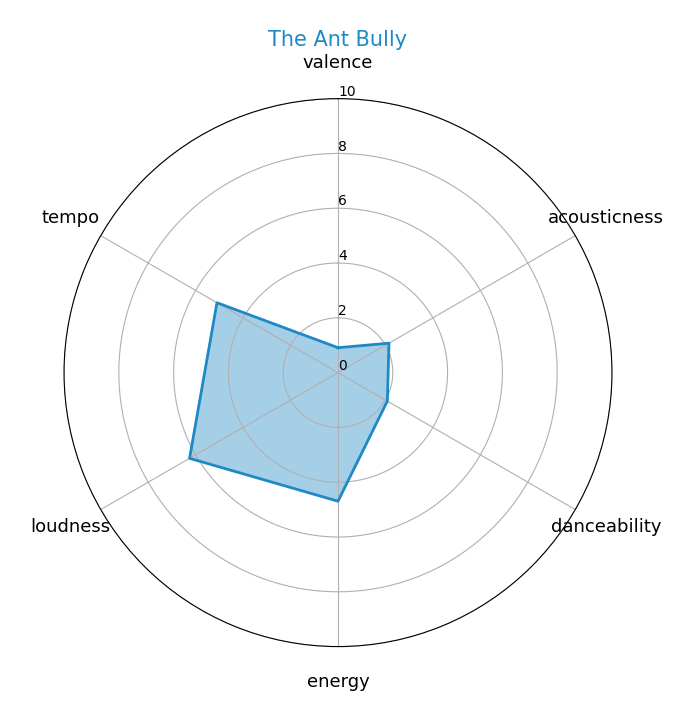 The Ant Bully
valence
10
8
6
4
2
0
tempo
acousticness
loudness
danceability
energy